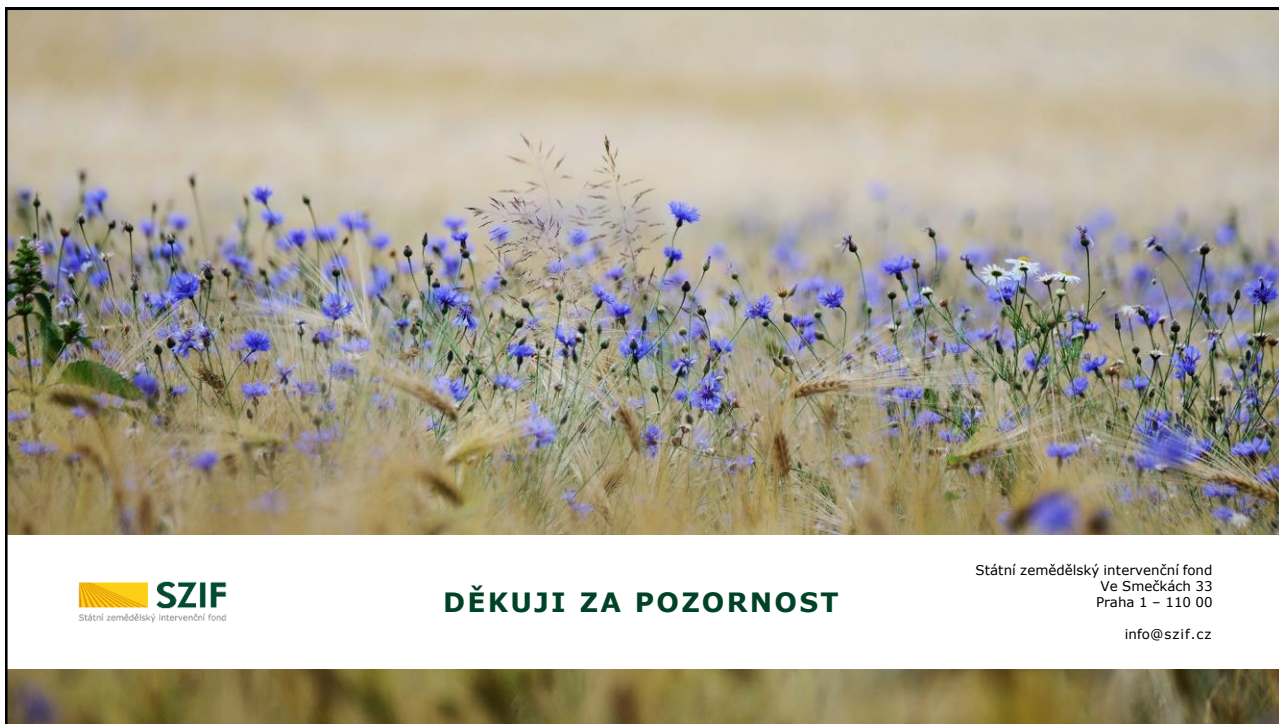 SZIF
Státní zemědělský intervenční fond
DĚKUJI ZA POZORNOST
Státní zemědělský intervenční fond
Ve Smečkách 33
Praha 1 – 110 00
info@szif.cz